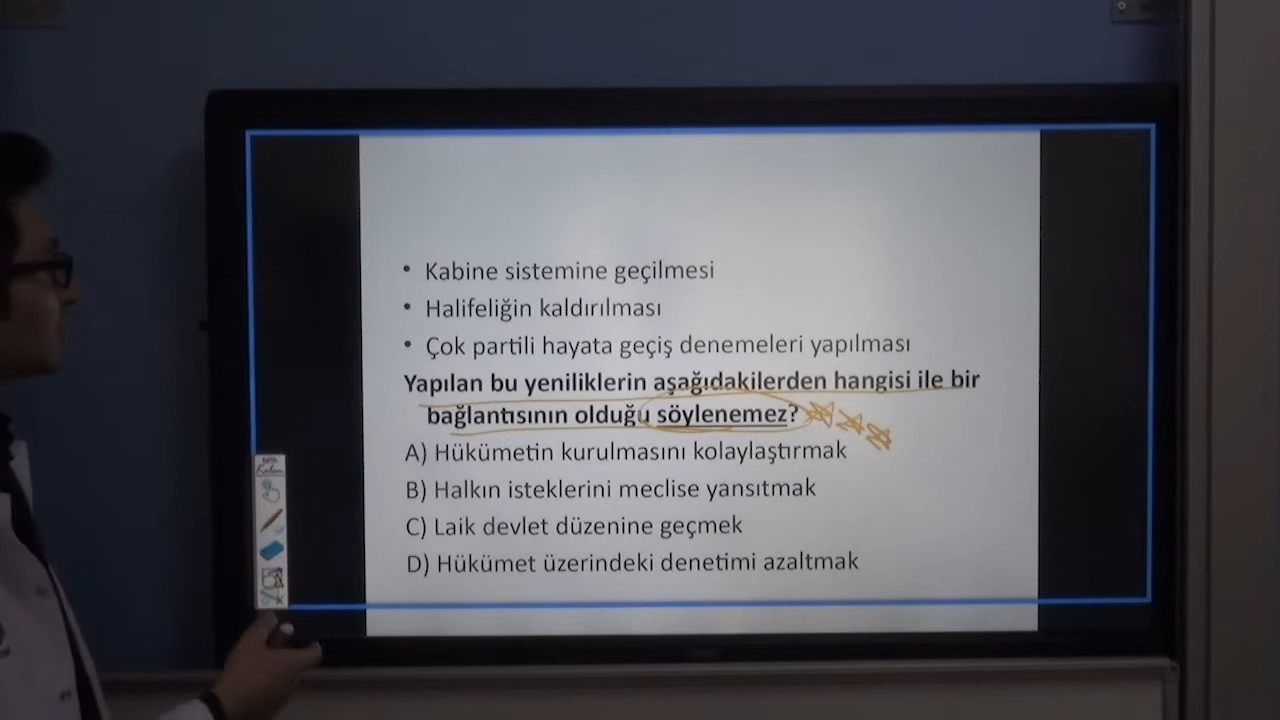 • Kabine sistemine geçilmesi
• Halifeliğin kaldırılması
• Çok partili hayata geçiş denemeleri yapılması
Yapılan bu yeniliklerin aşağıdakilerden hangisi ile bir
bağlantısının olduğu söylenemez?
A) Hükümetin kurulmasını kolaylaştırmak
B) Halkın isteklerini meclise yansıtmak
C) Laik devlet düzenine geçmek
D) Hükümet üzerindeki denetimi azaltmak